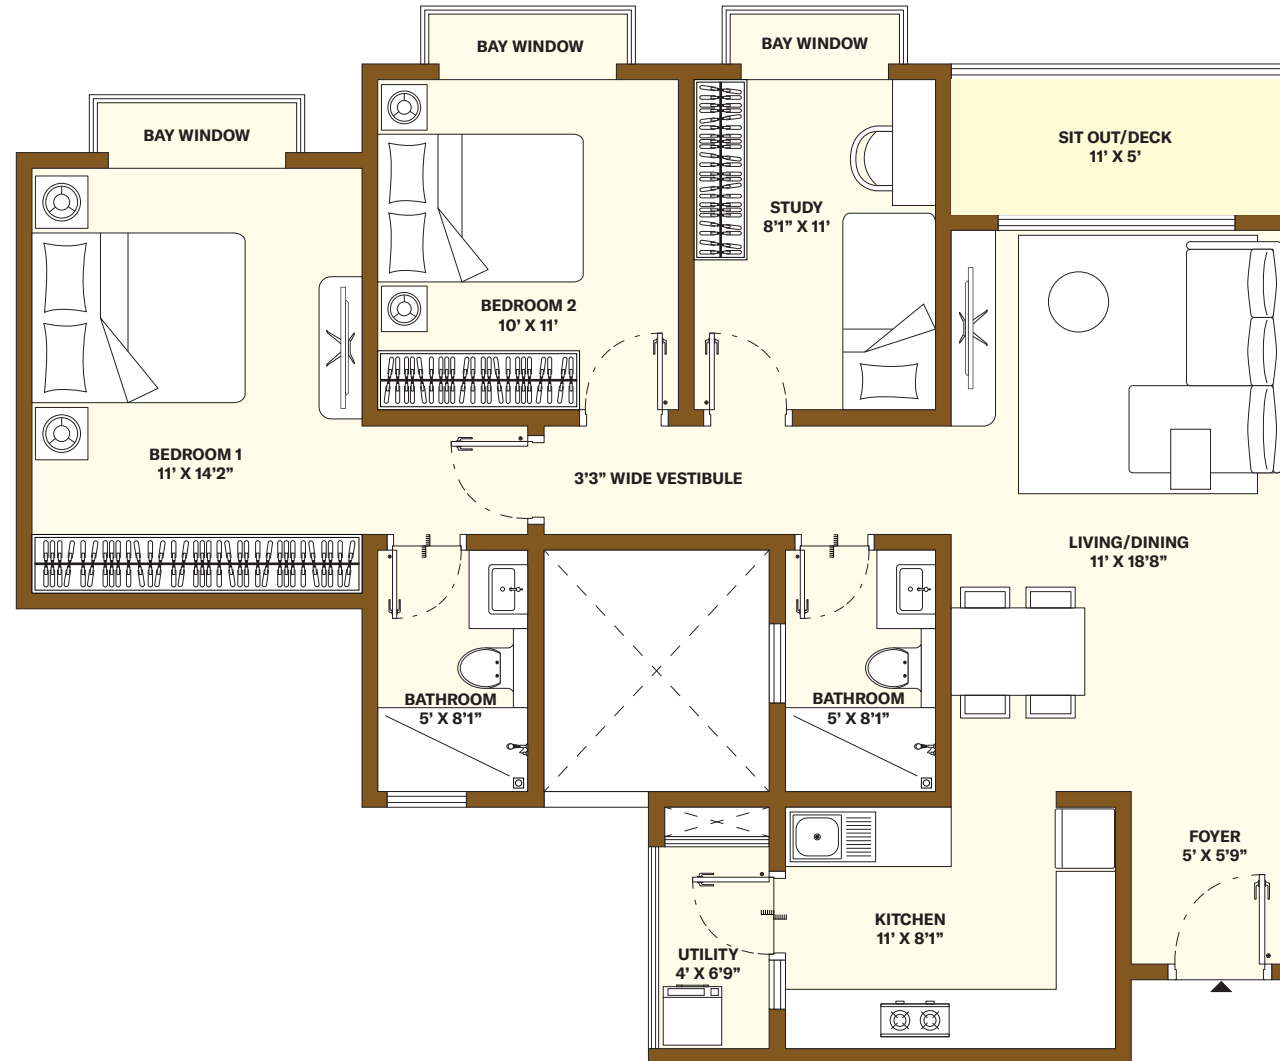 BAY WINDOW
BAY WINDOW
BAY WINDOW
SIT OUT/DECK
11’ X 5’
STUDY
8’1” X 11’
BEDROOM 2
10’ X 11’
BEDROOM 1
11’ X 14’2”
3’3” WIDE VESTIBULE
LIVING/DINING
11’ X 18’8”
BATHROOM
5’ X 8’1”
BATHROOM
5’ X 8’1”
FOYER
5’ X 5’9”
KITCHEN
11’ X 8’1”
UTILITY
4’ X 6’9”